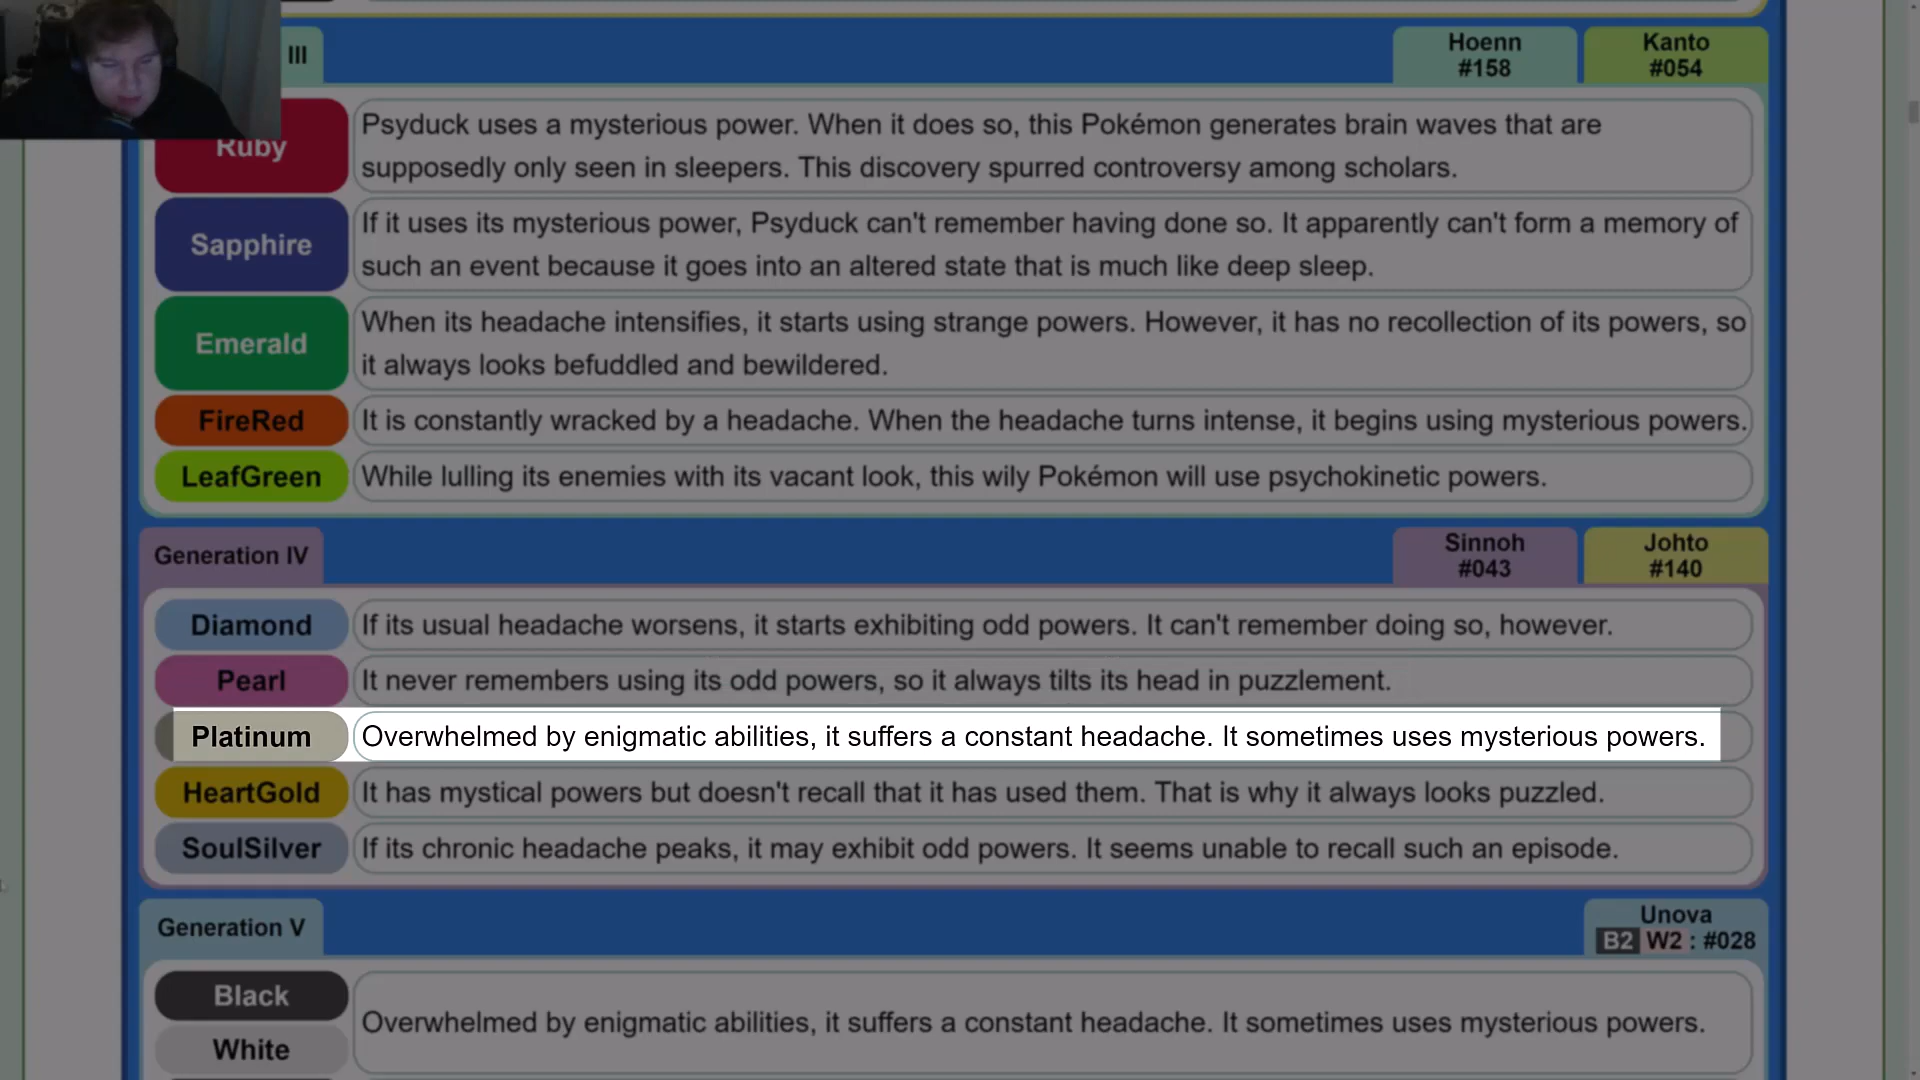 III
Hoenn
#158
Kanto
#054
Ruby
Psyduck uses a mysterious power. When it does so, this Pokémon generates brain waves that are
supposedly only seen in sleepers. This discovery spurred controversy among scholars.
Sapphire
If it uses its mysterious power, Psyduck can't remember having done so. It apparently can't form a memory of
such an event because it goes into an altered state that is much like deep sleep.
Emerald
When its headache intensifies, it starts using strange powers. However, it has no recollection of its powers, so
it always looks befuddled and bewildered.
FireRed
It is constantly wracked by a headache. When the headache turns intense, it begins using mysterious powers.
LeafGreen
While lulling its enemies with its vacant look, this wily Pokémon will use psychokinetic powers.
Generation IV
Sinnoh
#043
Johto
#140
Diamond
If its usual headache worsens, it starts exhibiting odd powers. It can't remember doing so, however.
Pearl
It never remembers using its odd powers, so it always tilts its head in puzzlement.
Platinum
Overwhelmed by enigmatic abilities, it suffers a constant headache. It sometimes uses mysterious powers.
HeartGold
It has mystical powers but doesn't recall that it has used them. That is why it always looks puzzled.
SoulSilver
If its chronic headache peaks, it may exhibit odd powers. It seems unable to recall such an episode.
Generation V
Unova
B2 W2 : #028
Black
White
Overwhelmed by enigmatic abilities, it suffers a constant headache. It sometimes uses mysterious powers.